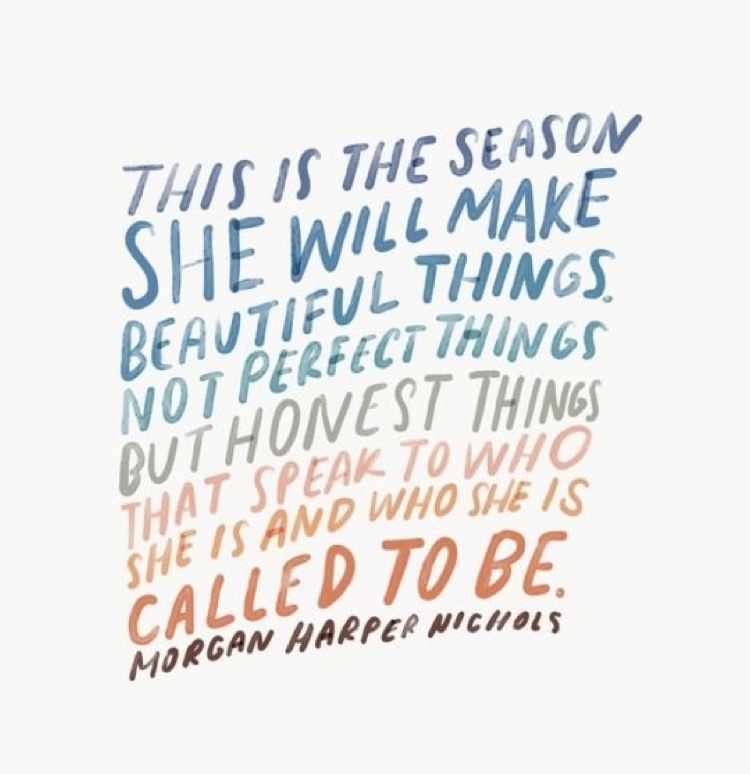 THIS IS THE SEASON
SHE WILL MAKE
BEAUTIFUL THINGS.
NOT PERFECT THINGS
BUT HONEST THINGS
THAT SPEAK TO WHO
SHE IS AND WHO SHE IS
CALLED TO BE.
MORGAN HARPER NICHOLS